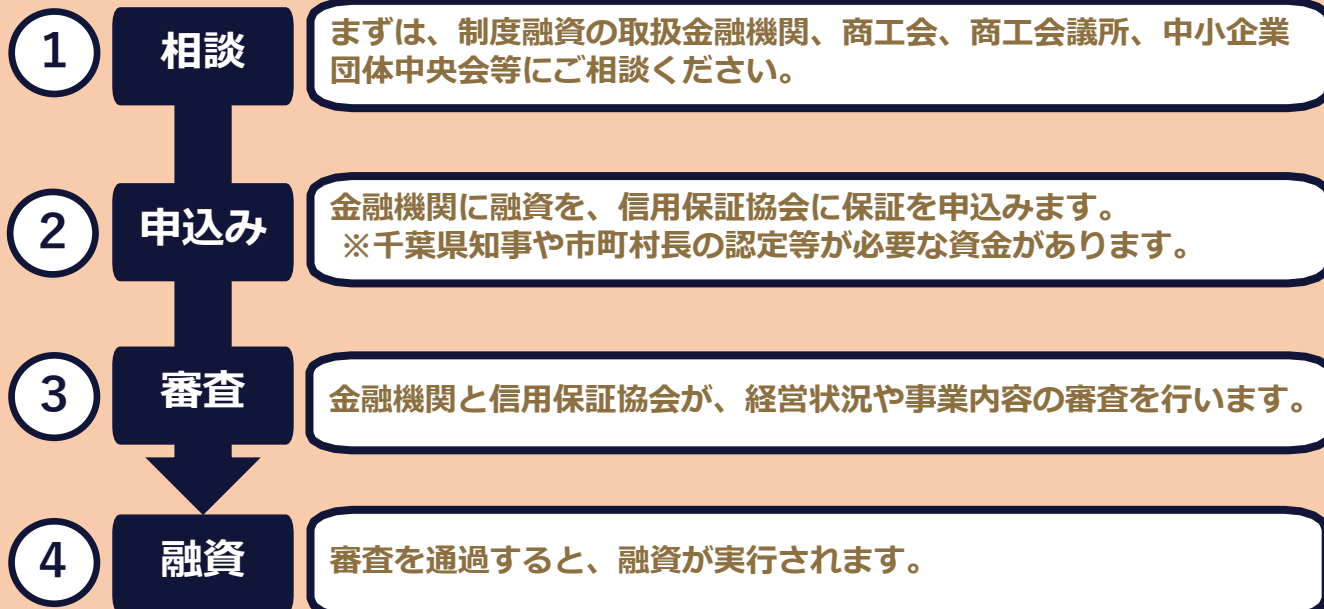 1
相談
まずは、制度融資の取扱金融機関、商工会、商工会議所、中小企業
団体中央会等にご相談ください。
2
申込み
金融機関に融資を、信用保証協会に保証を申込みます。
※千葉県知事や市町村長の認定等が必要な資金があります。
3
審査
金融機関と信用保証協会が、経営状況や事業内容の審査を行います。
4
融資
審査を通過すると、融資が実行されます。